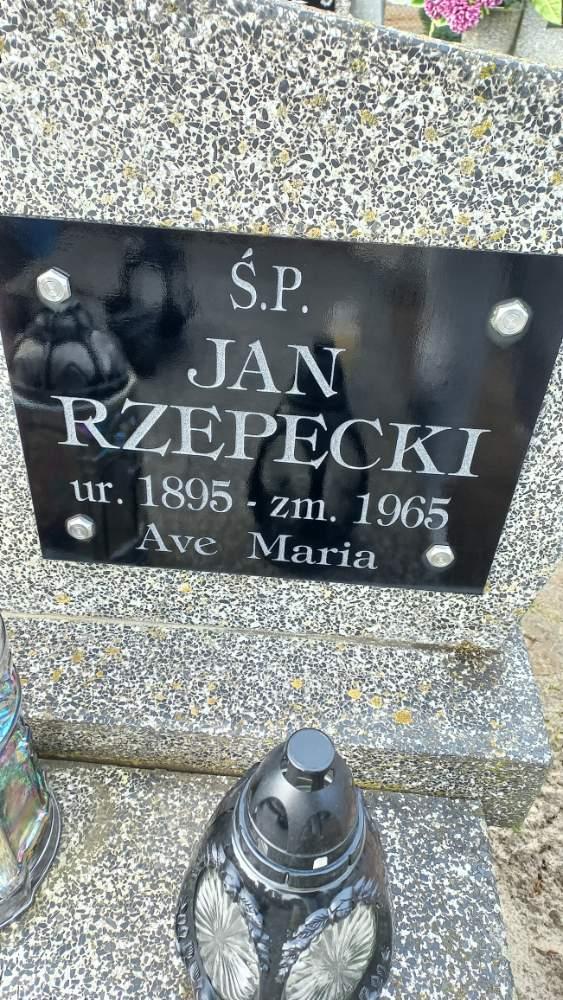 Ś.P.
JAN
RZEPECKI
ur. 1895 - zm. 1965
Ave Maria